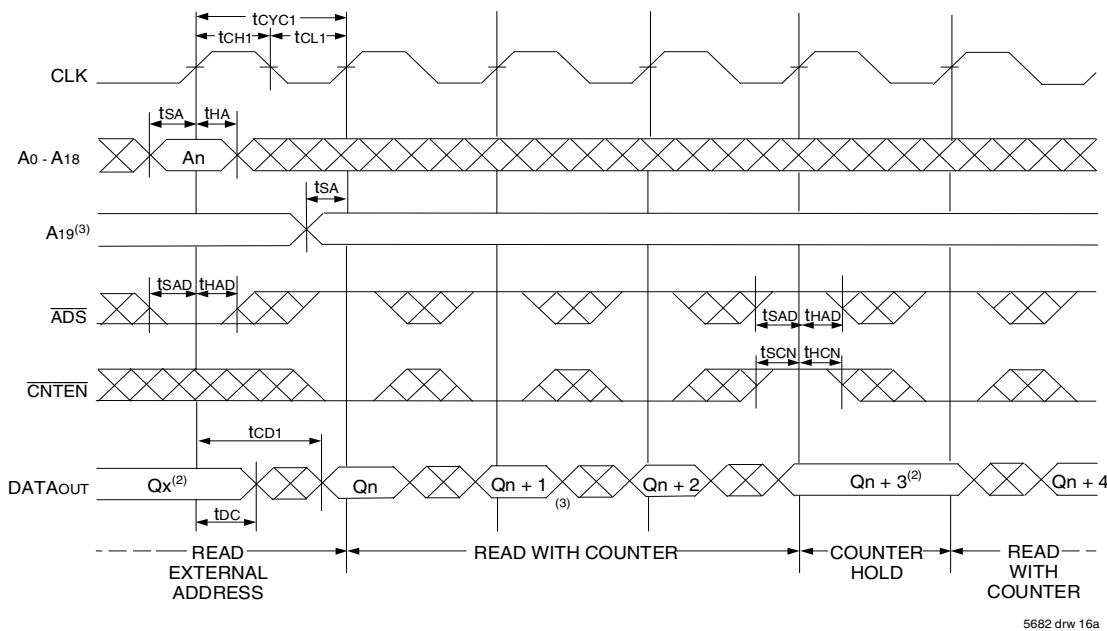 tCYC1
tCH1 tCL1
CLK
tSA tHA
A0 - A18 An
tSA
A19(3)
tSAD tHAD
ADS
tSAD tHAD
tSCN tHCN
CNTEN
tCD1
DATAOUT Qx(2) Qn Qn + 1 (3) Qn + 2 Qn + 3(2) Qn + 4
tDC
READ EXTERNAL ADDRESS
READ WITH COUNTER
COUNTER HOLD
READ WITH COUNTER
5682 drw 16a